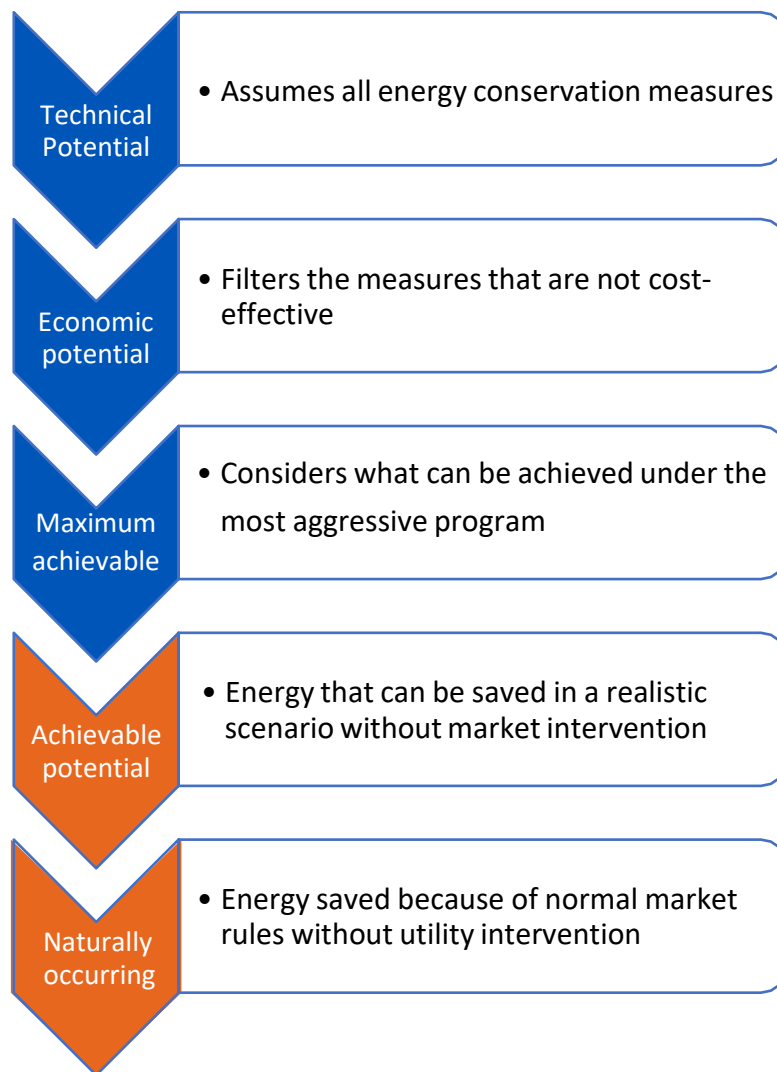 Technical
Potential
• Assumes all energy conservation measures
Economic
potential
• Filters the measures that are not cost-
effective
Maximum
achievable
• Considers what can be achieved under the
most aggressive program
Achievable
potential
• Energy that can be saved in a realistic
scenario without market intervention
Naturally
occurring
• Energy saved because of normal market
rules without utility intervention